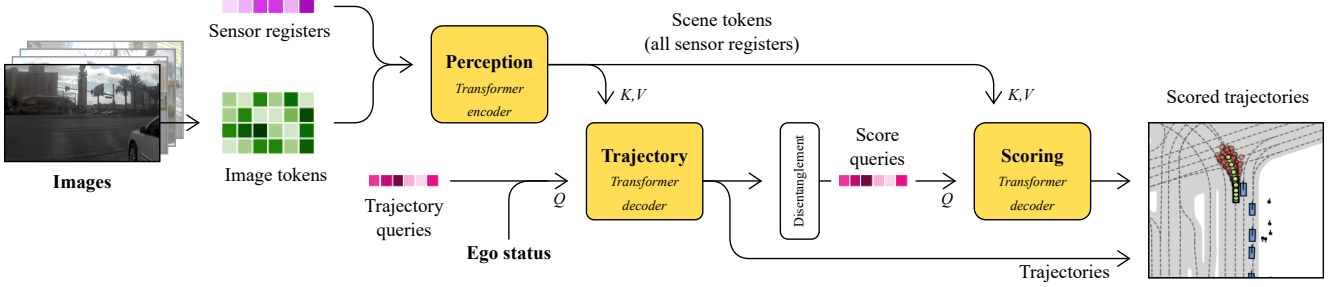 Sensor registers
Images
Image tokens
Perception
Transformer
encoder
Scene tokens
(all sensor registers)
K,V
K,V
Trajectory
queries
Ego status
Q
Trajectory
Transformer
decoder
Disentanglement
Score
queries
Q
Scoring
Transformer
decoder
Trajectories
Scored trajectories